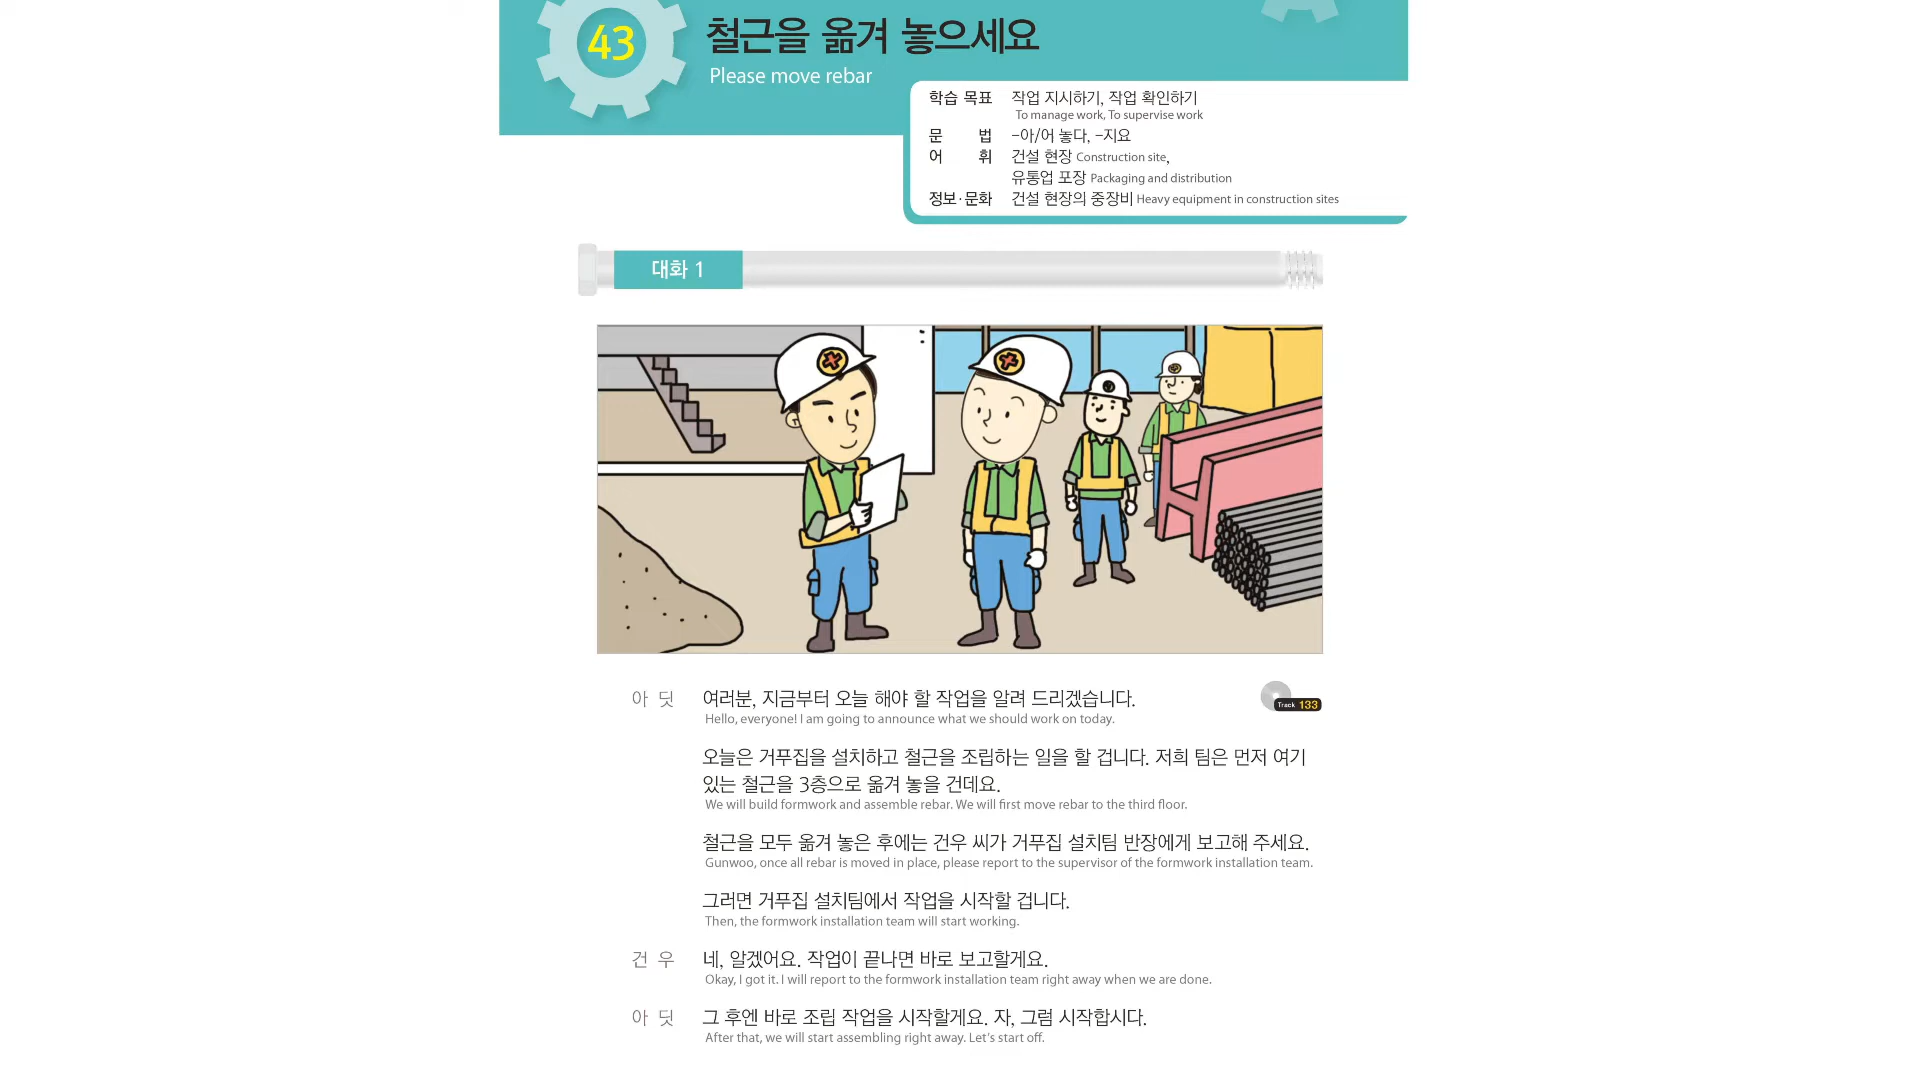 43
철근을 옮겨 놓으세요
Please move rebar
학습 목표 작업 지시하기, 작업 확인하기
To manage work, To supervise work
문 법 -아/어 놓다, -지요
어 휘 건설 현장 Construction site,
유통업 포장 Packaging and distribution
정보·문화 건설 현장의 중장비 Heavy equipment in construction sites
대화 1
아 딧 여러분, 지금부터 오늘 해야 할 작업을 알려 드리겠습니다.
Track 133
Hello, everyone! I am going to announce what we should work on today.
오늘은 거푸집을 설치하고 철근을 조립하는 일을 할 겁니다. 저희 팀은 먼저 여기
있는 철근을 3층으로 옮겨 놓을 건데요.
We will build formwork and assemble rebar. We will first move rebar to the third floor.
철근을 모두 옮겨 놓은 후에는 건우 씨가 거푸집 설치팀 반장에게 보고해 주세요.
Gunwoo, once all rebar is moved in place, please report to the supervisor of the formwork installation team.
그러면 거푸집 설치팀에서 작업을 시작할 겁니다.
Then, the formwork installation team will start working.
건 우 네, 알겠어요. 작업이 끝나면 바로 보고할게요.
Okay, I got it. I will report to the formwork installation team right away when we are done.
아 딧 그 후엔 바로 조립 작업을 시작할게요. 자, 그럼 시작합시다.
After that, we will start assembling right away. Let's start off.